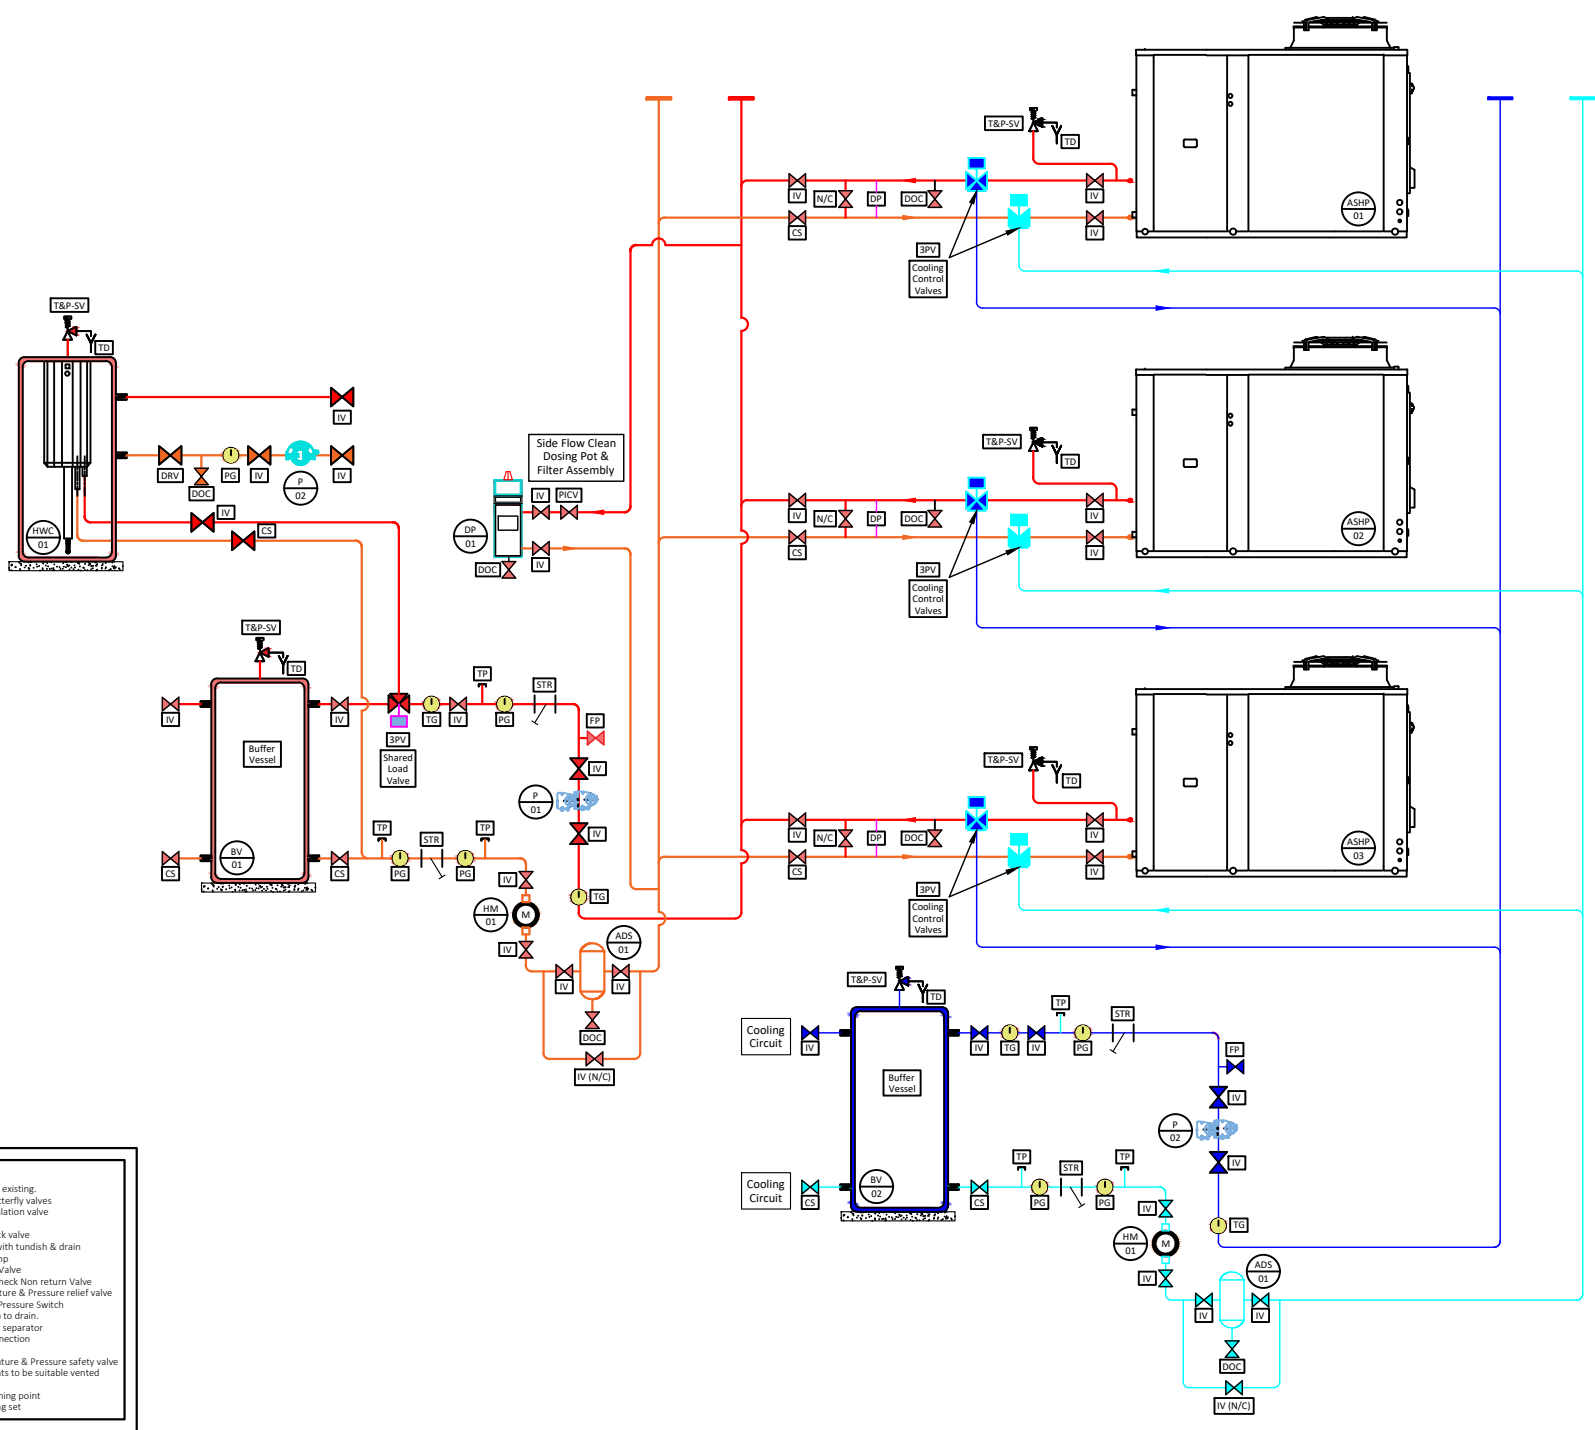 T&P-SV
TD
ASHP
01
IV
N/C
DP
DOC
IV
IV
CS
IV
3PV
Cooling
Control
Valves
T&P-SV
TD
IV
DRV
DOC
PG
IV
P
02
IV
HWC
01
IV
CS
Side Flow Clean
Dosing Pot &
Filter Assembly
IV
PICV
DP
01
DOC
IV
T&P-SV
TD
ASHP
02
IV
N/C
DP
DOC
IV
CS
IV
3PV
Cooling
Control
Valves
T&P-SV
TD
IV
IV
Buffer
Vessel
3PV
Shared
Load
Valve
TG
IV
TP
PG
STR
FP
IV
P
01
IV
TG
BV
01
CS
CS
TP
PG
STR
PG
TP
IV
HM
01
M
IV
ADS
01
IV
IV
DOC
IV (N/C)
T&P-SV
TD
ASHP
03
IV
N/C
DP
DOC
IV
CS
IV
3PV
Cooling
Control
Valves
T&P-SV
TD
Cooling
Circuit
IV
Buffer
Vessel
IV
TG
IV
TP
PG
STR
FP
IV
P
02
IV
TG
Cooling
Circuit
CS
BV
02
CS
TP
PG
STR
PG
TP
IV
HM
01
M
IV
ADS
01
IV
IV
DOC
IV (N/C)
existing.
terfly valves
lation valve
k valve
with tundish & drain
mp
Valve
heck Non return Valve
ture & Pressure relief valve
Pressure Switch
n to drain.
separator
nnection
ature & Pressure safety valve
nts to be suitable vented
ning point
ng set